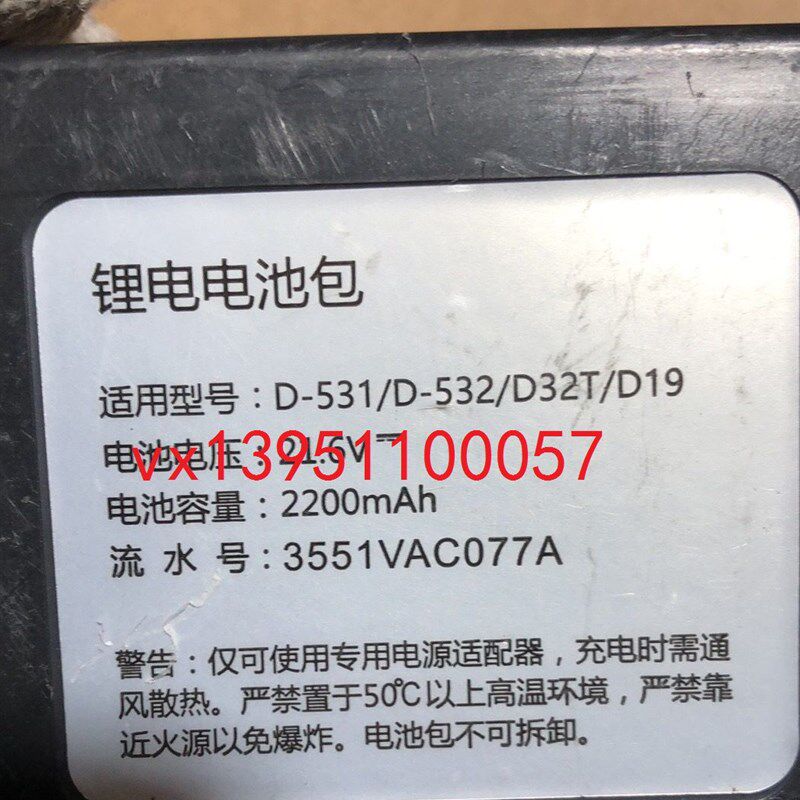 锂电电池包
适用型号：D-531/D-532/D32T/D19
电池电压：21.6V
vx13951100057
电池容量：2200mAh
流水号：3551VAC077A
警告：仅可使用专用电源适配器，充电时需通
风散热。严禁置于50℃以上高温环境，严禁靠
近火源以免爆炸。电池包不可拆卸。